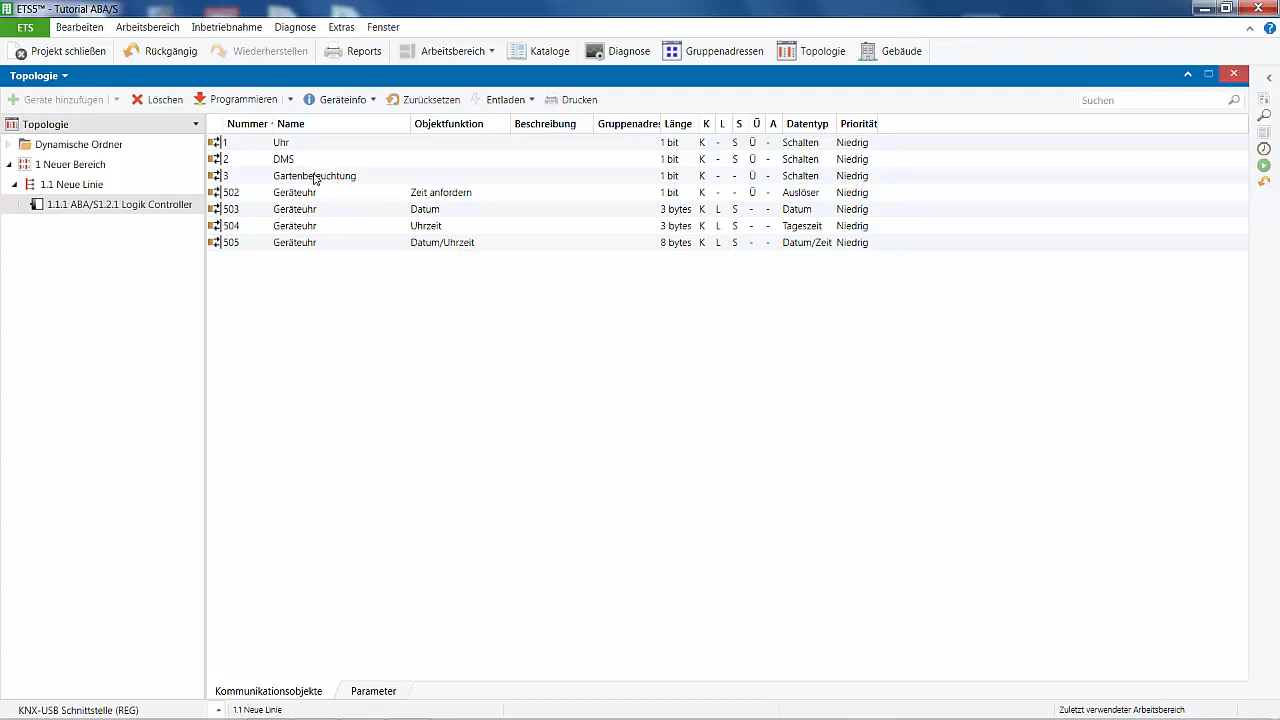 ETS5™ - Tutorial ABA/S
ETS Bearbeiten Arbeitsbereich Inbetriebnahme Diagnose Extras Fenster
Projekt schließen Rückgängig Wiederherstellen Reports Arbeitsbereich Kataloge Diagnose Gruppenadressen Topologie Gebäude
Topologie
Geräte hinzufügen Löschen Programmieren Geräteinfo Zurücksetzen Entladen Drucken Suchen
Topologie
Dynamische Ordner
1 Neuer Bereich
1.1 Neue Linie
1.1.1 ABA/S1.2.1 Logik Controller
Nummer Name Objektfunktion Beschreibung Gruppenadres Länge K L S Ü A Datentyp Priorität
1 Uhr 1 bit K - S Ü - Schalten Niedrig
2 DMS 1 bit K - S Ü - Schalten Niedrig
3 Gartenbeleuchtung 1 bit K - S Ü - Schalten Niedrig
502 Geräteuhr Zeit anfordern 1 bit K - - Ü - Auslöser Niedrig
503 Geräteuhr Datum 3 bytes K L S - - Datum Niedrig
504 Geräteuhr Uhrzeit 3 bytes K L S - - Tageszeit Niedrig
505 Geräteuhr Datum/Uhrzeit 8 bytes K L S - - Datum/Zeit Niedrig
Kommunikationsobjekte Parameter
KNX-USB Schnittstelle (REG) 1.1 Neue Linie Zuletzt verwendeter Arbeitsbereich